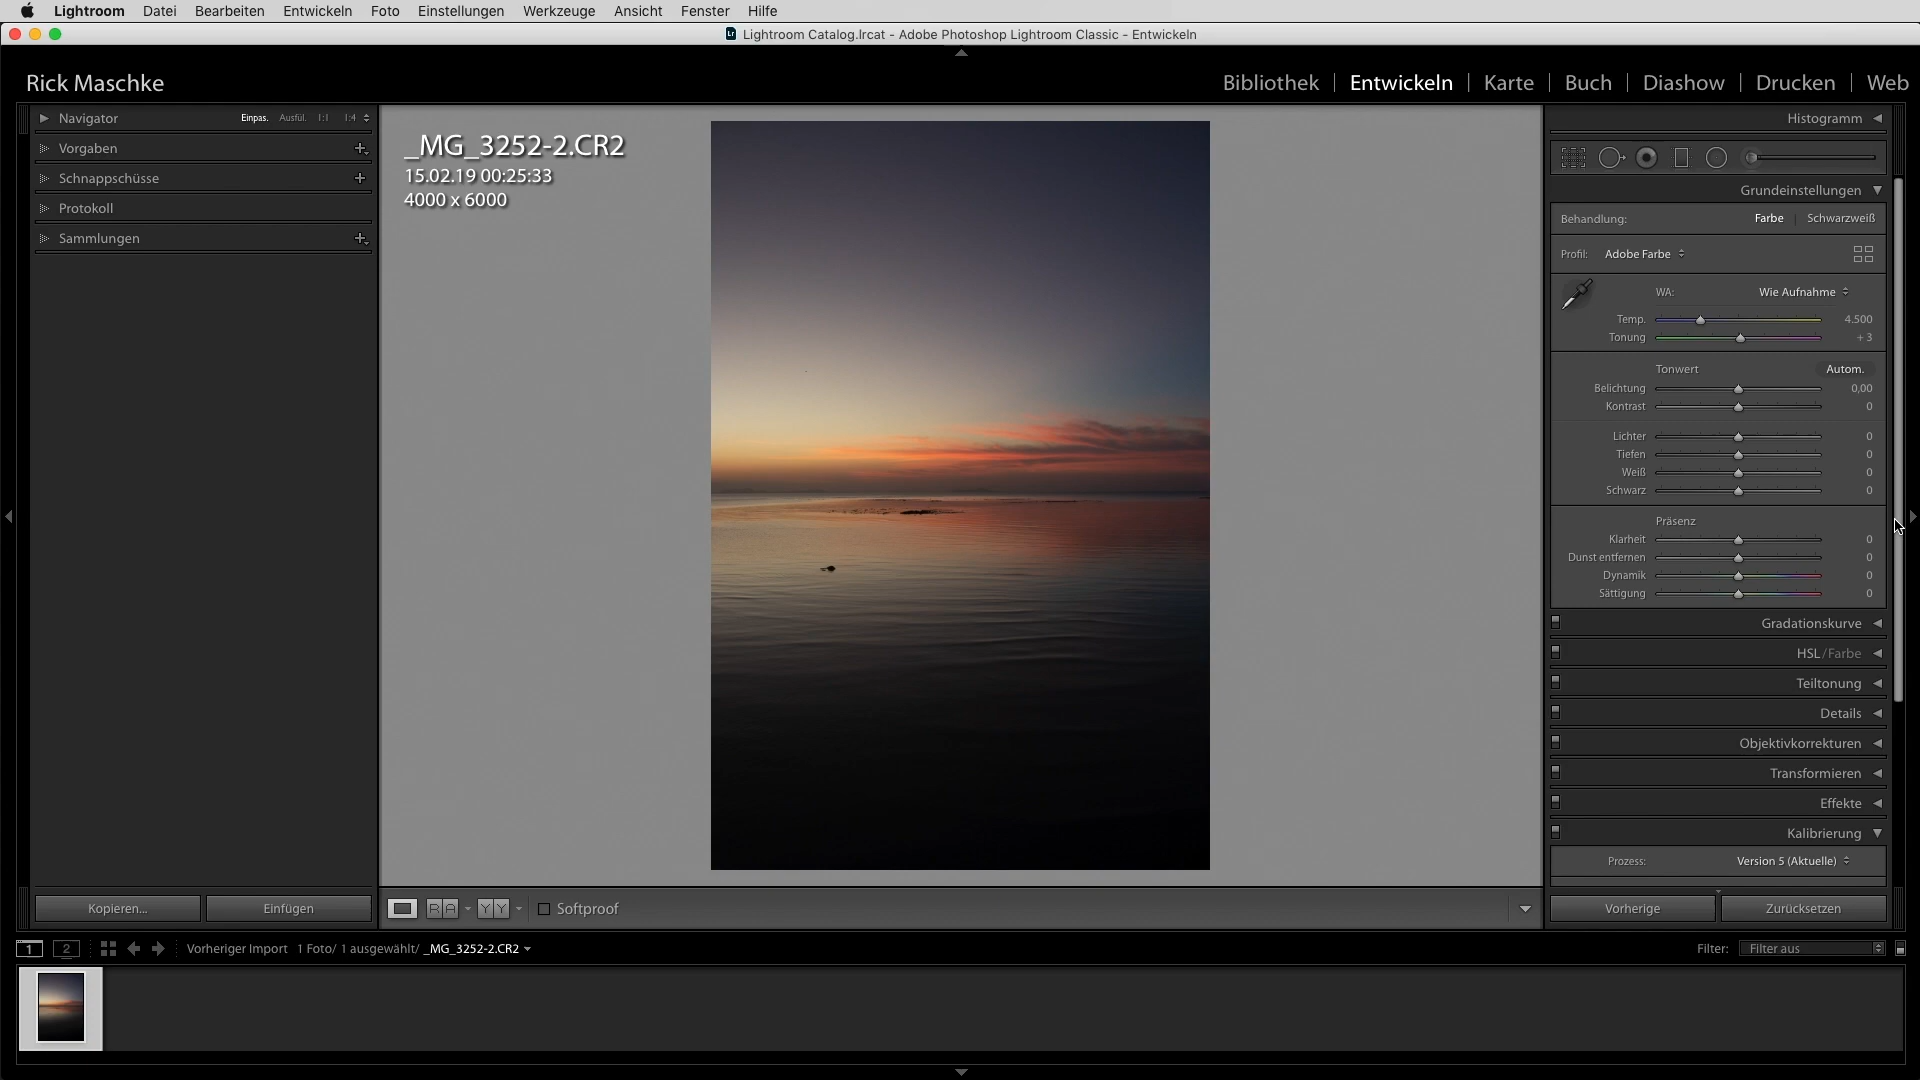 Lightroom Datei Bearbeiten Entwickeln Foto Einstellungen Werkzeuge Ansicht Fenster Hilfe
Lightroom Catalog.lrcat - Adobe Photoshop Lightroom Classic - Entwickeln
Rick Maschke
Bibliothek | Entwickeln | Karte | Buch | Diashow | Drucken | Web
Navigator Einpas. Ausfül. 1:1 1:4
Vorgaben
Schnappschüsse
Protokoll
Sammlungen
Kopieren... Einfügen
_MG_3252-2.CR2
15.02.19 00:25:33
4000 x 6000
R A Y Y Softproof
Histogramm
Grundeinstellungen
Behandlung: Farbe | Schwarzweiß
Profil: Adobe Farbe
WA: Wie Aufnahme
Temp. 4.500
Tonung + 3
Tonwert Autom.
Belichtung 0,00
Kontrast 0
Lichter 0
Tiefen 0
Weiß 0
Schwarz 0
Präsenz
Klarheit 0
Dunst entfernen 0
Dynamik 0
Sättigung 0
Gradationskurve
HSL / Farbe
Teiltonung
Details
Objektivkorrekturen
Transformieren
Effekte
Kalibrierung
Prozess: Version 5 (Aktuelle)
Vorherige Zurücksetzen
1 2 Vorheriger Import 1 Foto/ 1 ausgewählt/ _MG_3252-2.CR2
Filter: Filter aus